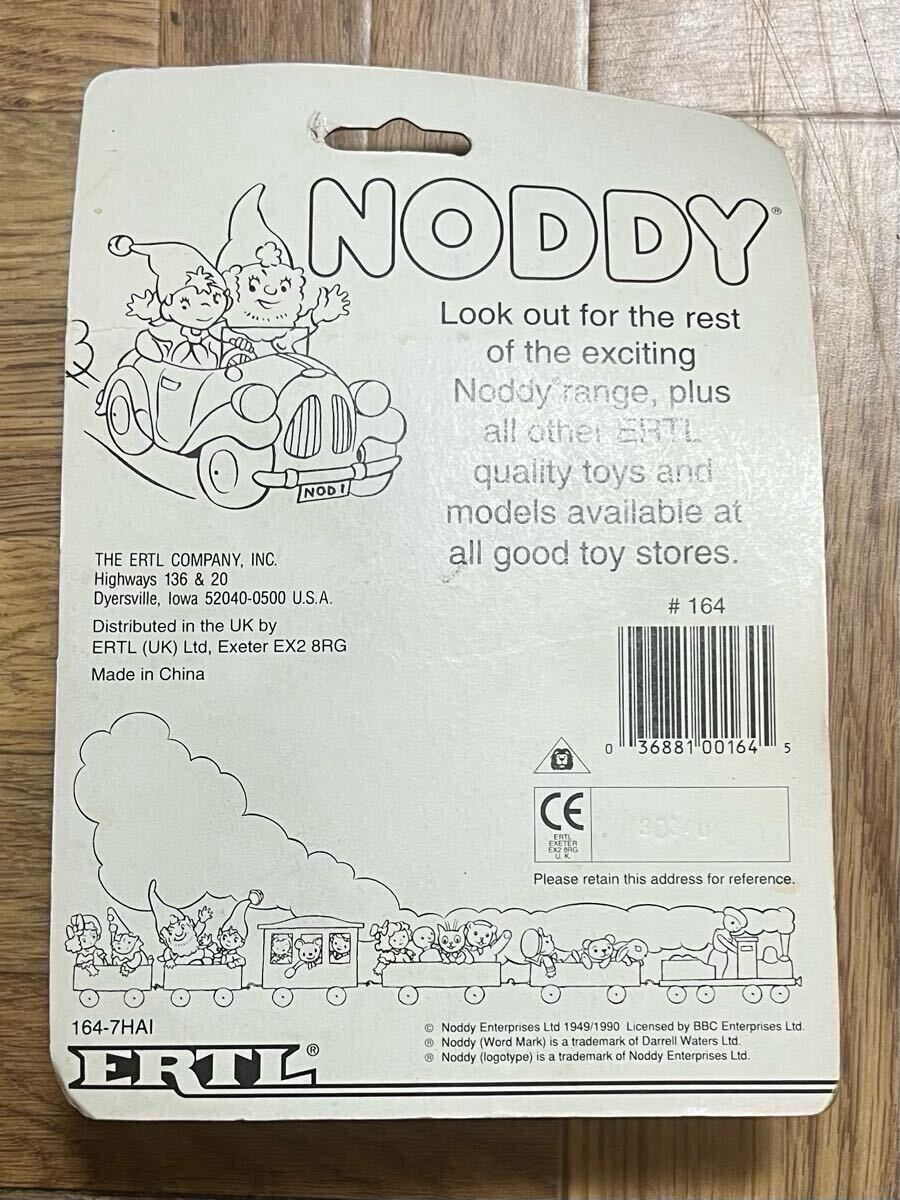 NODDY®
Look out for the rest
of the exciting
Noddy® range, plus
all other ERTL
quality toys and
models available at
all good toy stores.
NOD 1
THE ERTL COMPANY, INC.
Highways 136 & 20
Dyersville, Iowa 52040-0500 U.S.A.
Distributed in the UK by
ERTL (UK) Ltd, Exeter EX2 8RG
Made in China
# 164
0 36881 00164 5
CE
ERTL
EXETER
EX2 8RG
U.K.
Please retain this address for reference.
164-7HAI
ERTL®
© Noddy Enterprises Ltd 1949/1990 Licensed by BBC Enterprises Ltd.
® Noddy (Word Mark) is a trademark of Darrell Waters Ltd.
® Noddy (logotype) is a trademark of Noddy Enterprises Ltd.